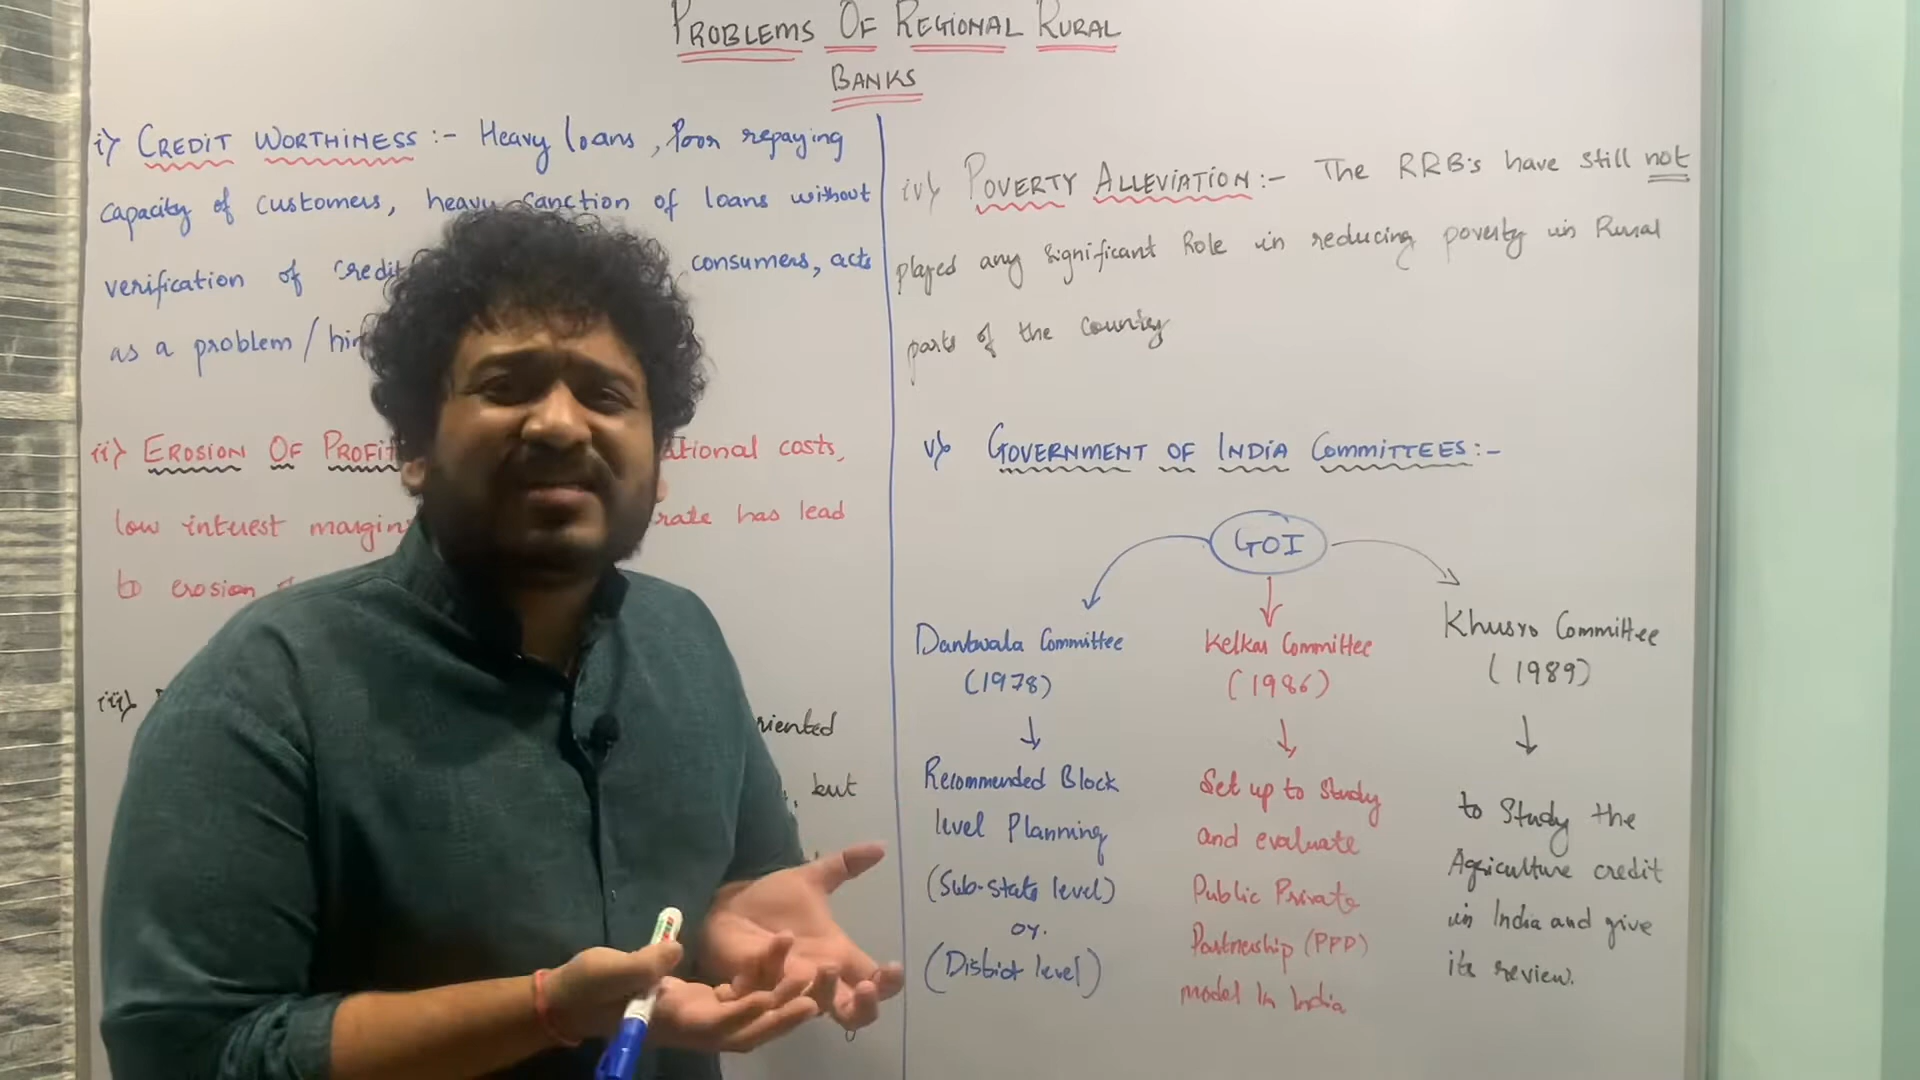 PROBLEMS OF REGIONAL RURAL
BANKS
i) CREDIT WORTHINESS :- Heavy loans, Poor repaying
capacity of customers, heavy sanction of loans without
verification of credit consumers, acts
as a problem /
ii) EROSION OF PROFIT costs,
low interest margin rate has lead
to erosion
iii)
riented
, but
iv) POVERTY ALLEVIATION :- The RRB's have still not
played any significant Role in reducing poverty in Rural
parts of the country
v) GOVERNMENT OF INDIA COMMITTEES :-
GOI
Dantwala Committee
(1978)
Recommended Block
level Planning
(Sub-state level)
or.
(District level)
Kelkar Committee
(1986)
Set up to study
and evaluate
Public Private
Partnership (PPP)
model In India
Khusro Committee
(1989)
to Study the
Agriculture credit
in India and give
its review.